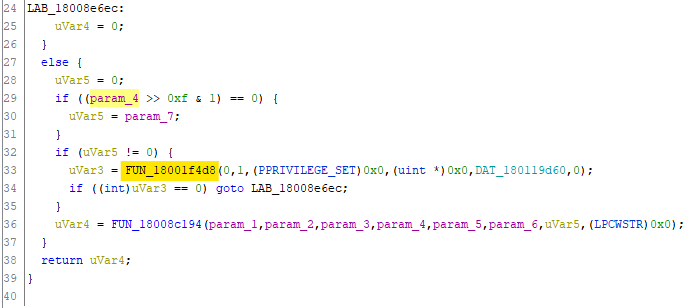 24 LAB_18008e6ec:
25 uVar4 = 0;
26 }
27 else {
28 uVar5 = 0;
29 if ((param_4 >> 0xf & 1) == 0) {
30 uVar5 = param_7;
31 }
32 if (uVar5 != 0) {
33 uVar3 = FUN_18001f4d8(0,1,(PPRIVILEGE_SET)0x0,(uint *)0x0,DAT_180119d60,0);
34 if ((int)uVar3 == 0) goto LAB_18008e6ec;
35 }
36 uVar4 = FUN_18008c194(param_1,param_2,param_3,param_4,param_5,param_6,uVar5,(LPCWSTR)0x0);
37 }
38 return uVar4;
39 }
40